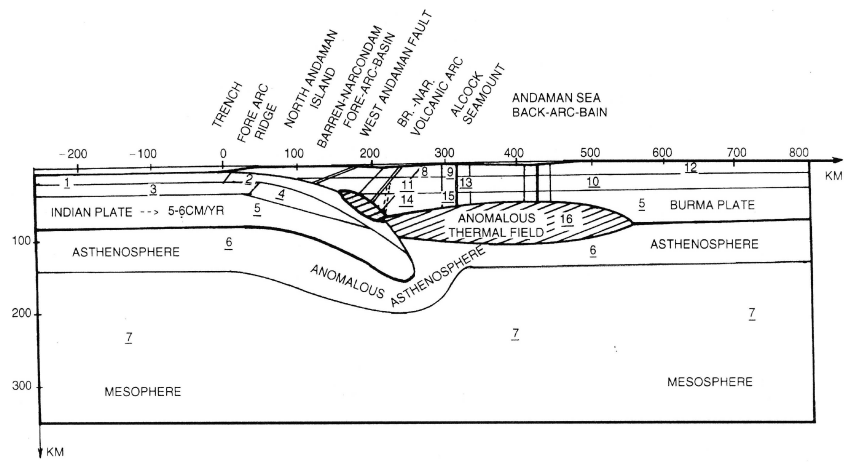 TRENCH
FORE ARC
RIDGE
NORTH ANDAMAN
ISLAND
BARREN-NARCONDAM
FORE-ARC-BASIN
WEST ANDAMAN FAULT
BR. -NAR.
VOLCANIC ARC
ALCOCK
SEAMOUNT
ANDAMAN SEA
BACK-ARC-BAIN
-200 -100 0 100 200 300 400 500 600 700 800
KM
1 2 3 4 8 9 11 13 10 12
14 15
INDIAN PLATE --> 5-6CM/YR 5
ANOMALOUS 16
THERMAL FIELD
5 BURMA PLATE
100
ASTHENOSPHERE 6
ANOMALOUS ASTHENOSPHERE
6 ASTHENOSPHERE
200
7 7 7
300
MESOPHERE
MESOSPHERE
KM